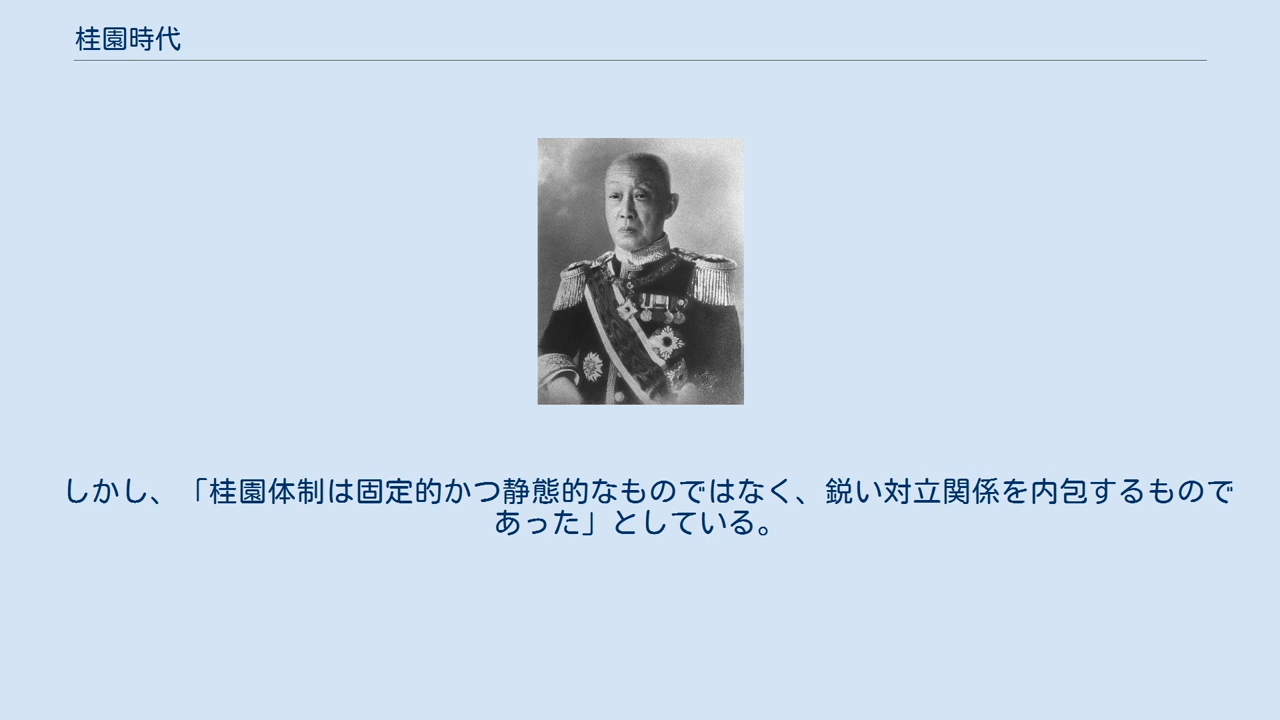 桂園時代
しかし、「桂園体制は固定的かつ静態的なものではなく、鋭い対立関係を内包するもので
あった」としている。